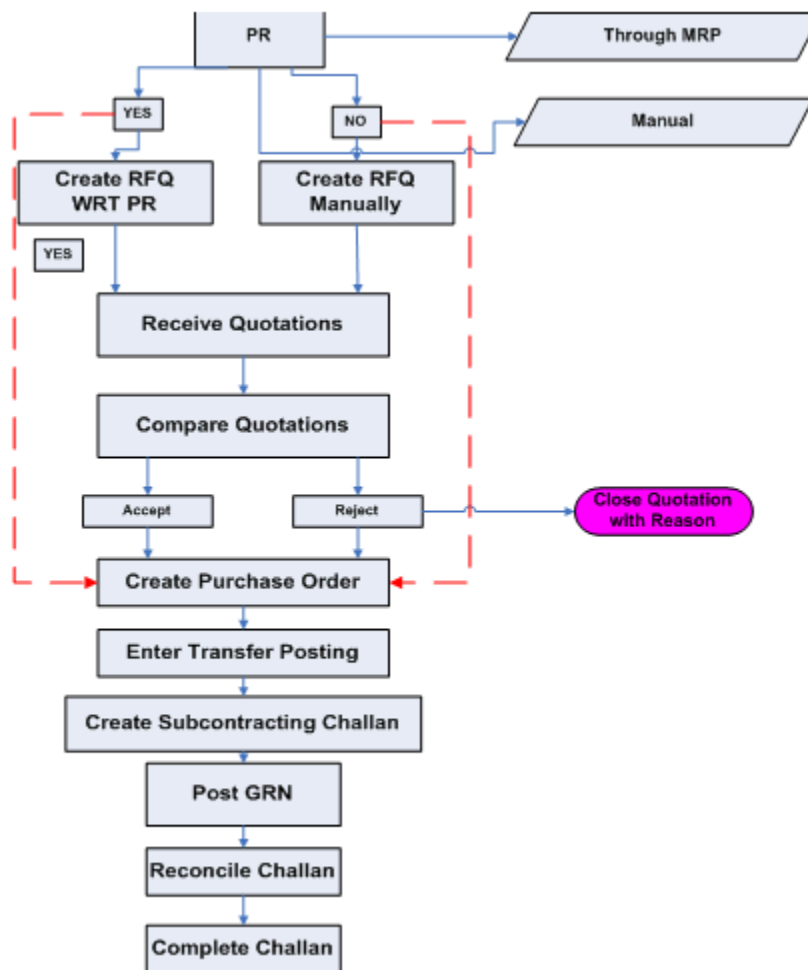 PR
Through MRP
YES
NO
Manual
Create RFQ
WRT PR
Create RFQ
Manually
YES
Receive Quotations
Compare Quotations
Accept
Reject
Close Quotation
with Reason
Create Purchase Order
Enter Transfer Posting
Create Subcontracting Challan
Post GRN
Reconcile Challan
Complete Challan